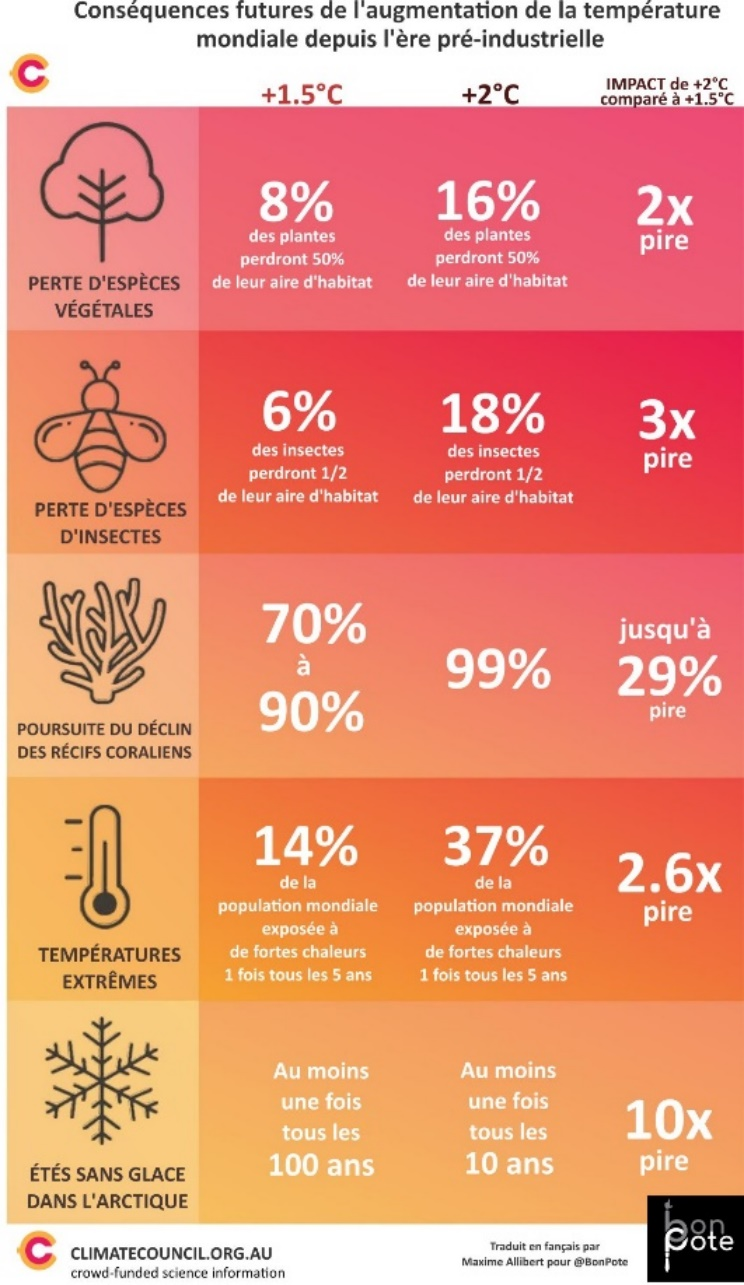 Conséquences futures de l'augmentation de la température
mondiale depuis l'ère pré-industrielle
+1.5°C
+2°C
IMPACT de +2°C
comparé à +1.5°C
PERTE D'ESPÈCES
VÉGÉTALES
8%
des plantes
perdront 50%
de leur aire d'habitat
16%
des plantes
perdront 50%
de leur aire d'habitat
2x
pire
PERTE D'ESPÈCES
D'INSECTES
6%
des insectes
perdront 1/2
de leur aire d'habitat
18%
des insectes
perdront 1/2
de leur aire d'habitat
3x
pire
POURSUITE DU DÉCLIN
DES RÉCIFS CORALIENS
70%
à
90%
99%
jusqu'à
29%
pire
TEMPÉRATURES
EXTRÊMES
14%
de la
population mondiale
exposée à
de fortes chaleurs
1 fois tous les 5 ans
37%
de la
population mondiale
exposée à
de fortes chaleurs
1 fois tous les 5 ans
2.6x
pire
ÉTÉS SANS GLACE
DANS L'ARCTIQUE
Au moins
une fois
tous les
100 ans
Au moins
une fois
tous les
10 ans
10x
pire
CLIMATECOUNCIL.ORG.AU
crowd-funded science information
Traduit en fançais par
Maxime Allibert pour @BonPote
bon
pote